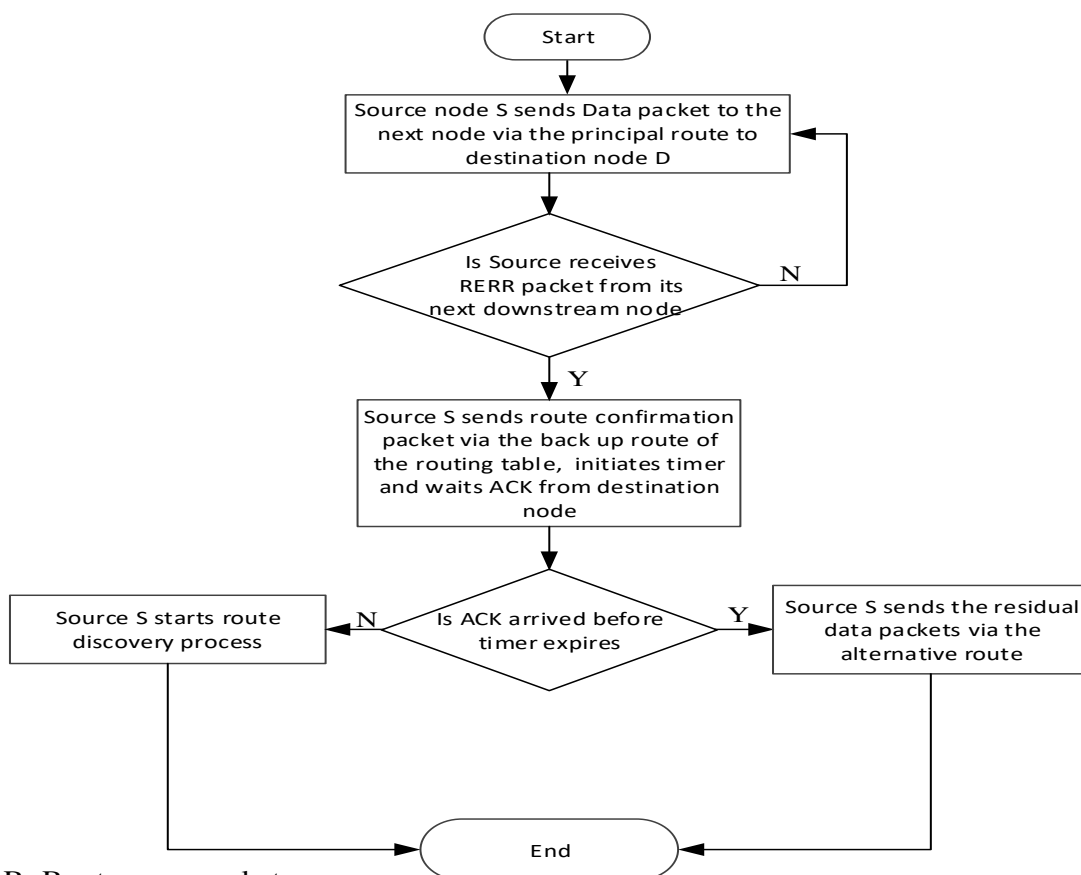 Start
Source node S sends Data packet to the
next node via the principal route to
destination node D
Is Source receives
RERR packet from its
next downstream node
N
Y
Source S sends route confirmation
packet via the back up route of
the routing table, initiates timer
and waits ACK from destination
node
Source S starts route
discovery process
N
Is ACK arrived before
timer expires
Y
Source S sends the residual
data packets via the
alternative route
End